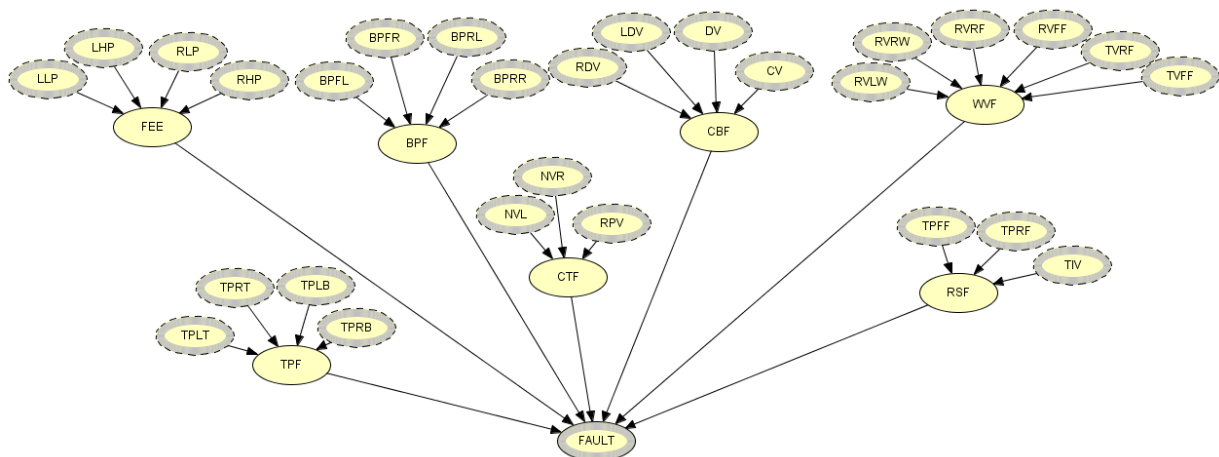 LLP
LHP
RLP
RHP
FEE
BPFL
BPFR
BPRL
BPRR
BPF
RDV
LDV
DV
CV
CBF
RVLW
RVRW
RVRF
RVFF
TVRF
TVFF
WVF
NVL
NVR
RPV
CTF
TPFF
TPRF
TIV
RSF
TPLT
TPRT
TPLB
TPRB
TPF
FAULT